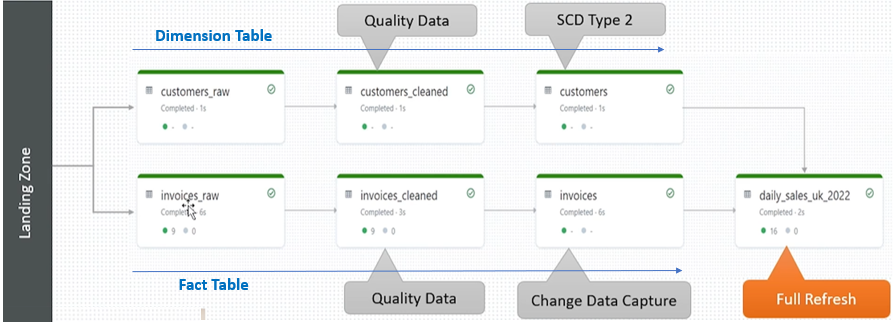 Landing Zone
Dimension Table
Quality Data
SCD Type 2
customers_raw
Completed - 1s
- -
customers_cleaned
Completed - 1s
- -
customers
Completed - 1s
- -
invoices_raw
Completed - 6s
9 0
invoices_cleaned
Completed - 3s
9 0
invoices
Completed - 6s
- -
daily_sales_uk_2022
Completed - 2s
16 0
Fact Table
Quality Data
Change Data Capture
Full Refresh